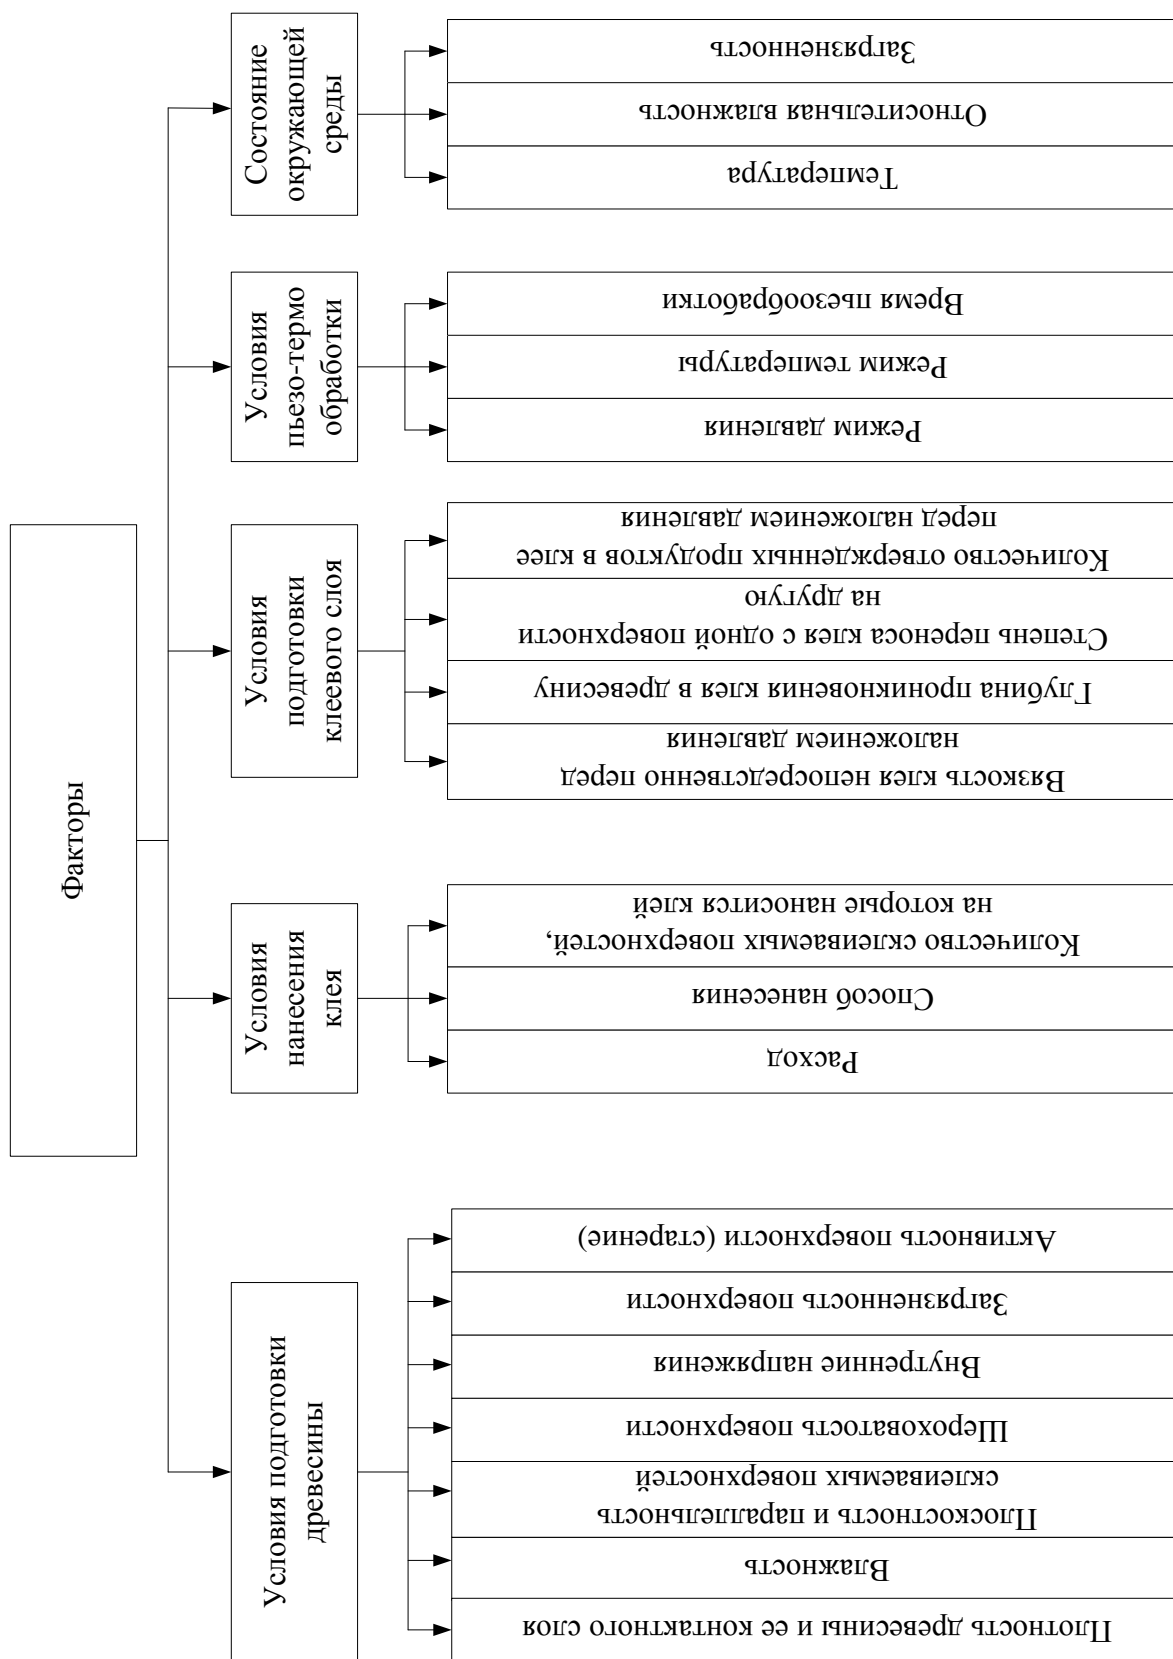 Факторы
Условия подготовки
древесины
Плотность древесины и ее контактного слоя
Влажность
Плоскостность и параллельность
склеиваемых поверхностей
Шероховатость поверхности
Внутренние напряжения
Загрязненность поверхности
Активность поверхности (старение)
Условия
нанесения
клея
Расход
Способ нанесения
Количество склеиваемых поверхностей,
на которые наносится клей
Условия
подготовки
клеевого слоя
Вязкость клея непосредственно перед
наложением давления
Глубина проникновения клея в древесину
Степень переноса клея с одной поверхности
на другую
Количество отвержденных продуктов в клее
перед наложением давления
Условия
пьезо-термо
обработки
Режим давления
Режим температуры
Время пьезообработки
Состояние
окружающей
среды
Температура
Относительная влажность
Загрязненность